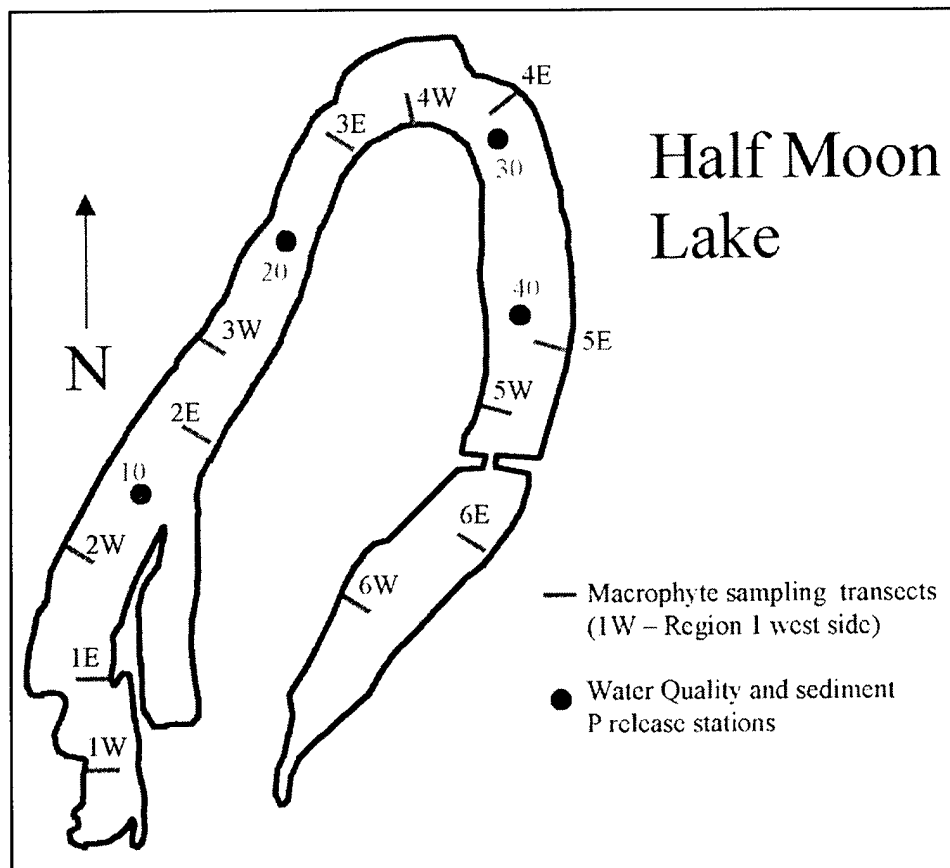 4E
4W
3E
Half Moon
Lake
30
20
40
3W
N
5E
5W
2E
10
6E
2W
6W
Macrophyte sampling transects
(1W – Region 1 west side)
1E
Water Quality and sediment
P release stations
1W